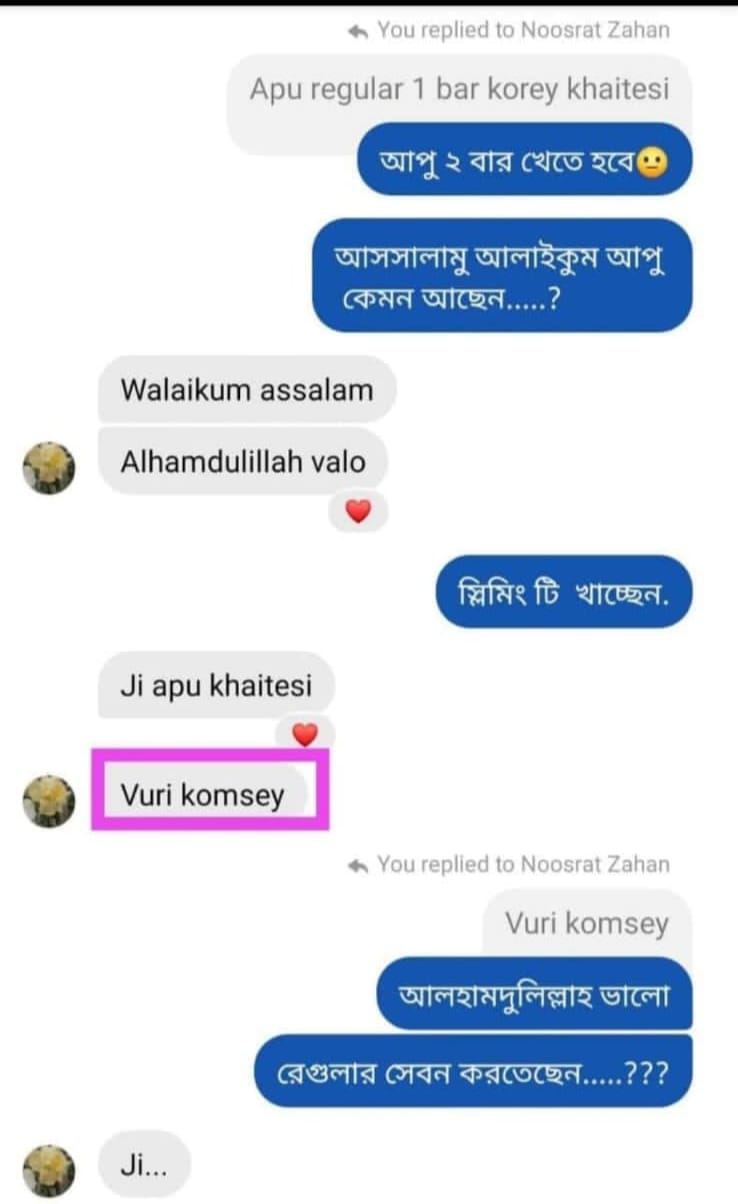 You replied to Noosrat Zahan
Apu regular 1 bar korey khaitesi
আপু ২ বার খেতে হবে😐
আসসালামু আলাইকুম আপু
কেমন আছেন.....?
Walaikum assalam
Alhamdulillah valo
স্লিমিং টি খাচ্ছেন.
Ji apu khaitesi
Vuri komsey
You replied to Noosrat Zahan
Vuri komsey
আলহামদুলিল্লাহ ভালো
রেগুলার সেবন করতেছেন.....???
Ji...